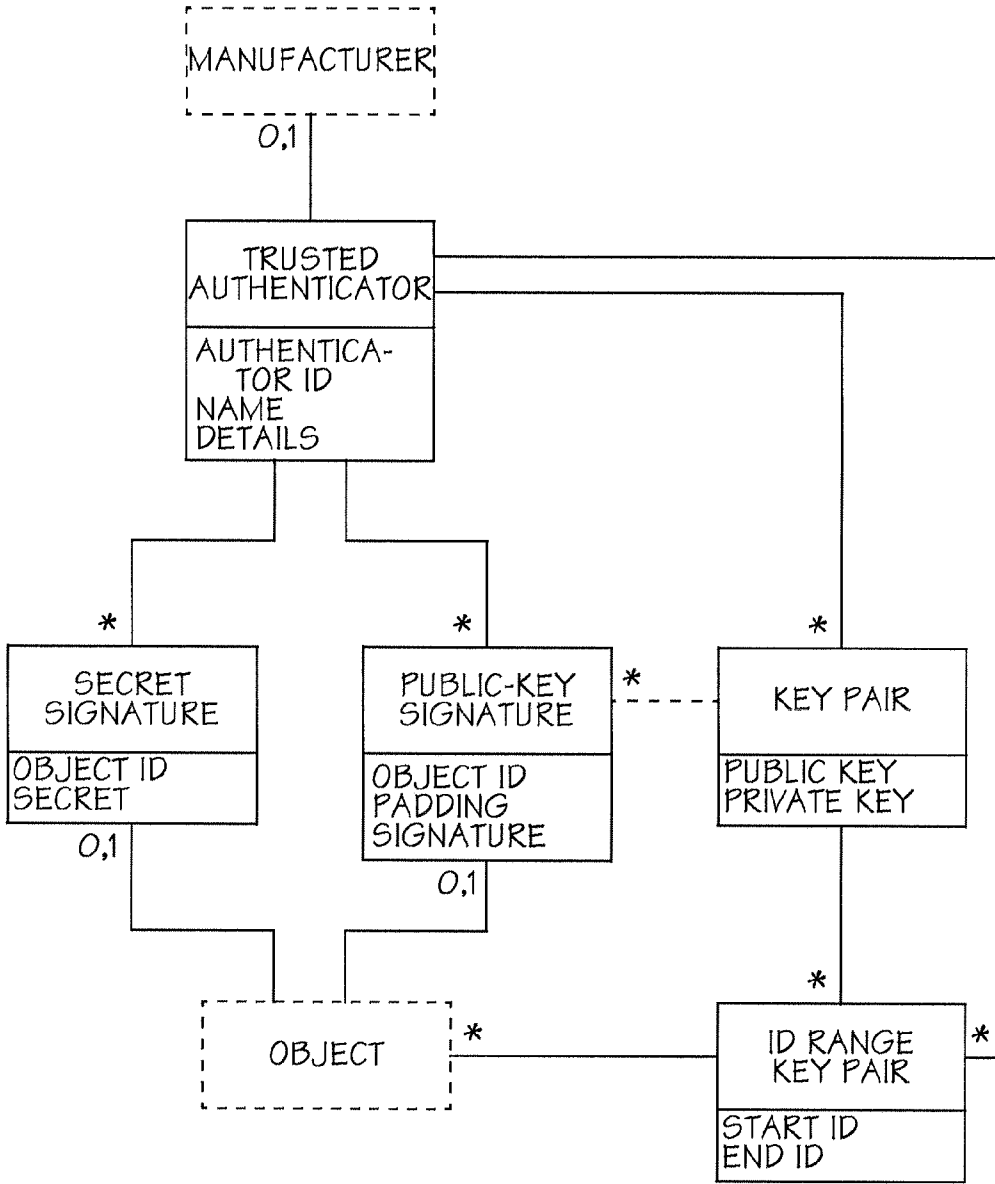 MANUFACTURER
0,1
TRUSTED
AUTHENTICATOR
AUTHENTICA-
TOR ID
NAME
DETAILS
*
*
*
SECRET
SIGNATURE
OBJECT ID
SECRET
0,1
PUBLIC-KEY
SIGNATURE
OBJECT ID
PADDING
SIGNATURE
0,1
*
KEY PAIR
PUBLIC KEY
PRIVATE KEY
*
OBJECT
*
ID RANGE
KEY PAIR
*
START ID
END ID